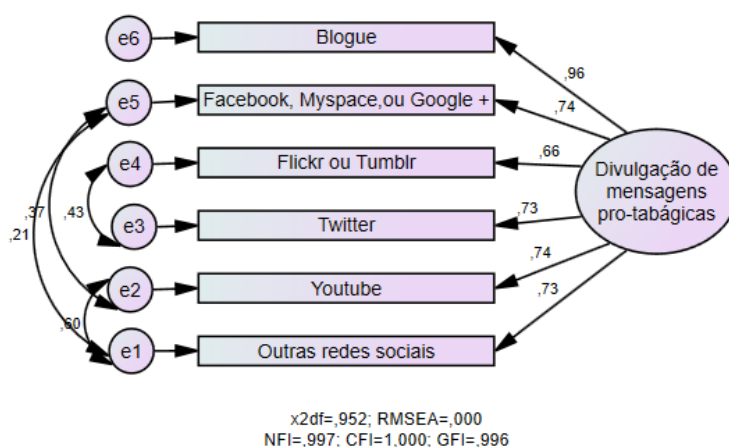 e6
Blogue
,96
e5
Facebook, Myspace,ou Google +
,74
e4
Flickr ou Tumblr
,66
Divulgação de
mensagens
pro-tabágicas
,37
,43
,21
e3
Twitter
,73
e2
Youtube
,74
,60
e1
Outras redes sociais
,73
x2df=,952; RMSEA=,000
NFI=,997; CFI=1,000; GFI=,996